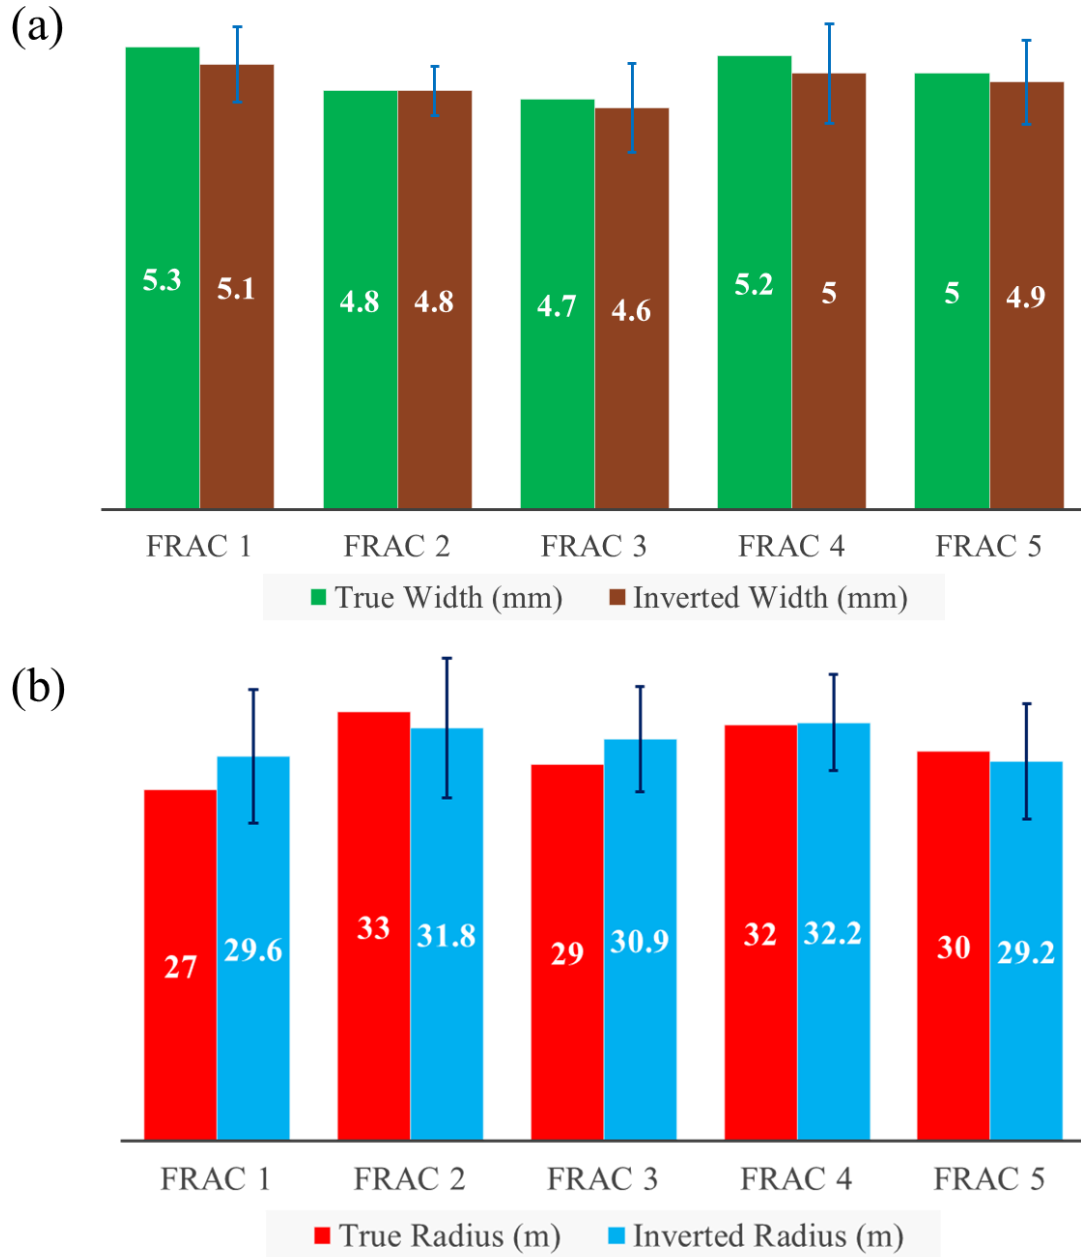 (a)
5.3 5.1 4.8 4.8 4.7 4.6 5.2 5 5 4.9
FRAC 1 FRAC 2 FRAC 3 FRAC 4 FRAC 5
True Width (mm) Inverted Width (mm)
(b)
27 29.6 33 31.8 29 30.9 32 32.2 30 29.2
FRAC 1 FRAC 2 FRAC 3 FRAC 4 FRAC 5
True Radius (m) Inverted Radius (m)